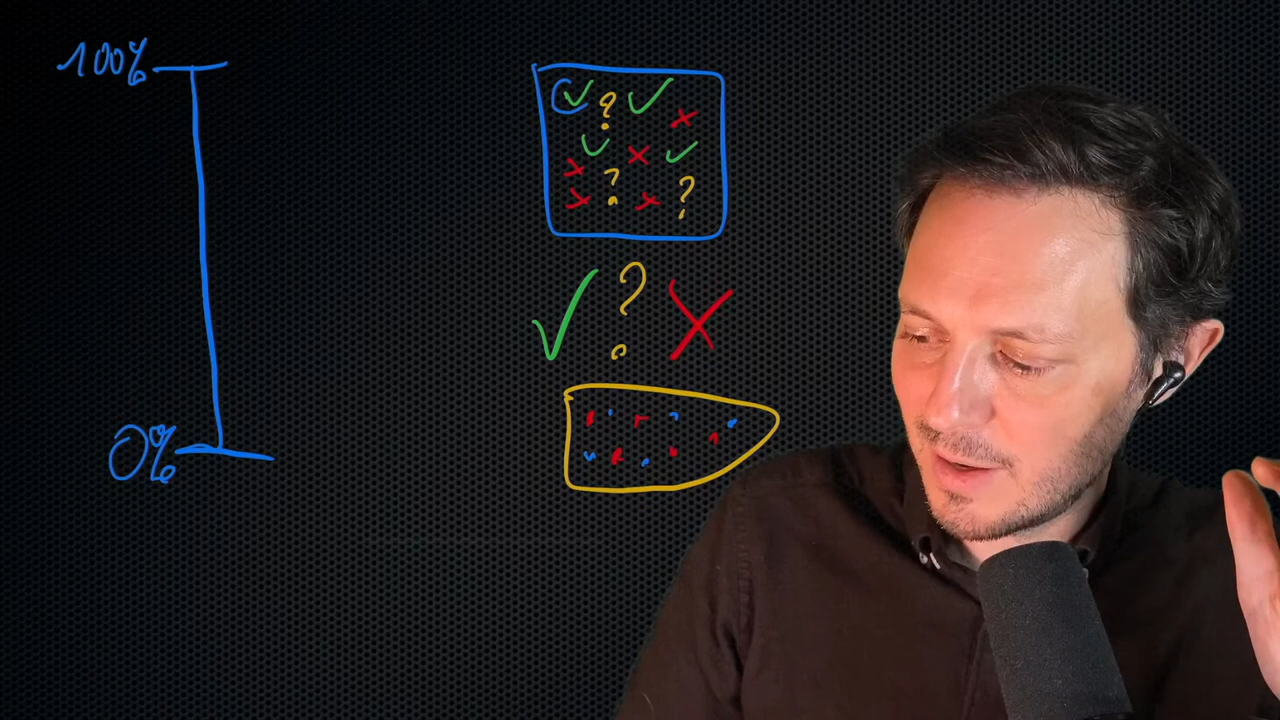 100%
✓ ? ✓ ✗
✓ ✗ ✓
✗ ? ?
✗ ✗
✓ ? ✗
0%